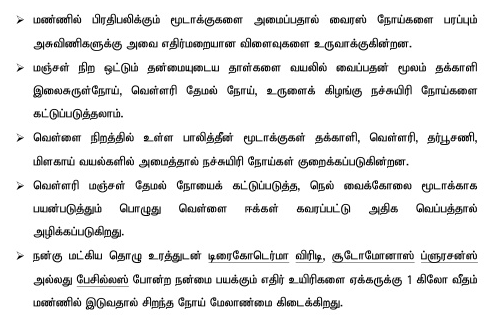 ➤ மண்ணில் பிரதிபலிக்கும் மூடாக்குகளை அமைப்பதால் வைரஸ் நோய்களை பரப்பும்
அசுவிணிகளுக்கு அவை எதிர்மறையான விளைவுகளை உருவாக்குகின்றன.
➤ மஞ்சள் நிற ஒட்டும் தன்மையுடைய தாள்களை வயலில் வைப்பதன் மூலம் தக்காளி
இலைசுருள்நோய், வெள்ளரி தேமல் நோய், உருளைக் கிழங்கு நச்சுயிரி நோய்களை
கட்டுப்படுத்தலாம்.
➤ வெள்ளை நிறத்தில் உள்ள பாலித்தீன் மூடாக்குகள் தக்காளி, வெள்ளரி, தர்பூசணி,
மிளகாய் வயல்களில் அமைத்தால் நச்சுயிரி நோய்கள் குறைக்கப்படுகின்றன.
➤ வெள்ளரி மஞ்சள் தேமல் நோயைக் கட்டுப்படுத்த, நெல் வைக்கோலை மூடாக்காக
பயன்படுத்தும் பொழுது வெள்ளை ஈக்கள் கவரப்பட்டு அதிக வெப்பத்தால்
அழிக்கப்படுகிறது.
➤ நன்கு மட்கிய தொழு உரத்துடன் டிரைகோடெர்மா விரிடி, சூடோமோனாஸ் ப்ளுரசன்ஸ்
அல்லது பேசில்லஸ் போன்ற நன்மை பயக்கும் எதிர் உயிரிகளை ஏக்கருக்கு 1 கிலோ வீதம்
மண்ணில் இடுவதால் சிறந்த நோய் மேலாண்மை கிடைக்கிறது.